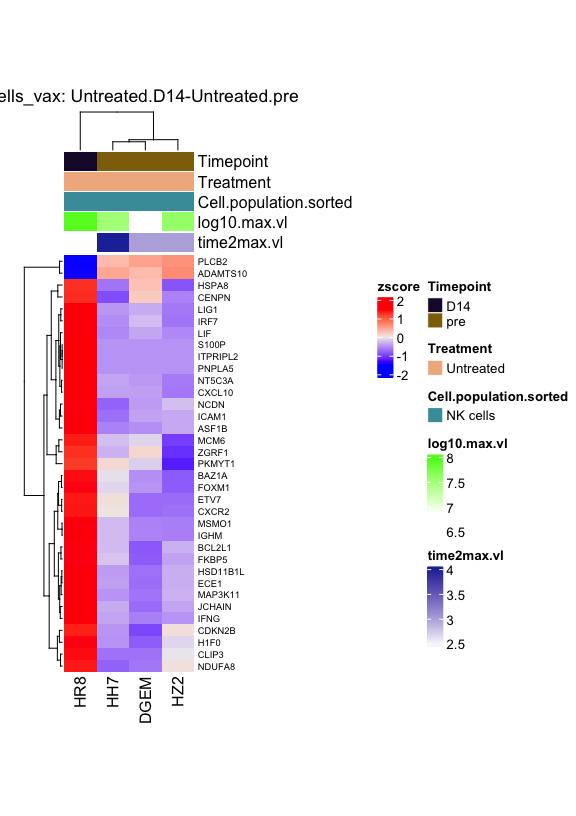 ells_vax: Untreated.D14-Untreated.pre
Timepoint
Treatment
Cell.population.sorted
log10.max.vl
time2max.vl
PLCB2
ADAMTS10
HSPA8
CENPN
LIG1
IRF7
LIF
S100P
ITPRIPL2
PNPLA5
NT5C3A
CXCL10
NCDN
ICAM1
ASF1B
MCM6
ZGRF1
PKMYT1
BAZ1A
FOXM1
ETV7
CXCR2
MSMO1
IGHM
BCL2L1
FKBP5
HSD11B1L
ECE1
MAP3K11
JCHAIN
IFNG
CDKN2B
H1F0
CLIP3
NDUFA8
HR8
HH7
DGEM
HZ2
zscore
2
1
0
-1
-2
Timepoint
D14
pre
Treatment
Untreated
Cell.population.sorted
NK cells
log10.max.vl
8
7.5
7
6.5
time2max.vl
4
3.5
3
2.5